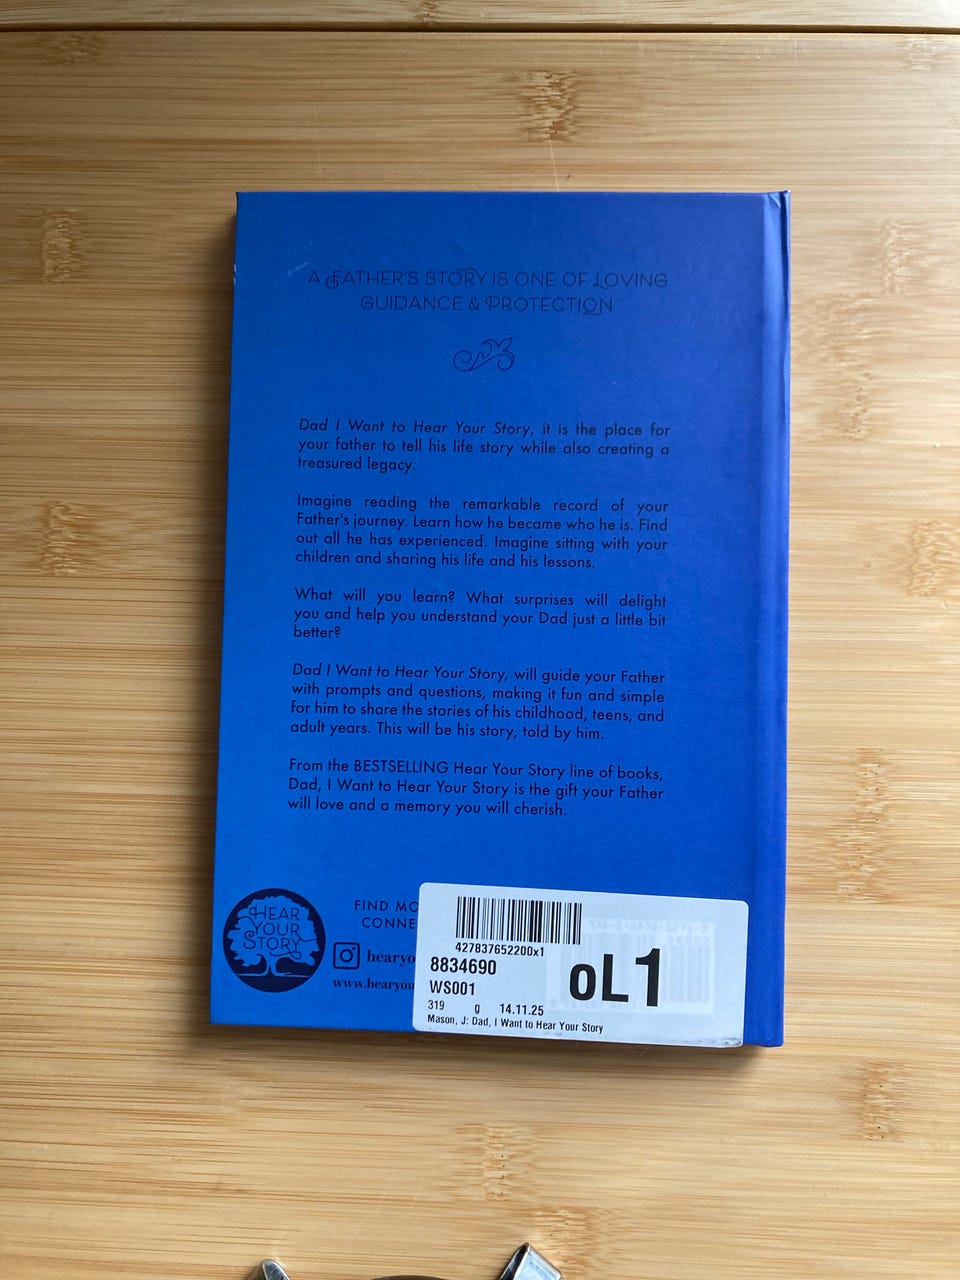 A FATHER'S STORY IS ONE OF LOVING
GUIDANCE & PROTECTION
Dad I Want to Hear Your Story, it is the place for
your father to tell his life story while also creating a
treasured legacy.
Imagine reading the remarkable record of your
Father's journey. Learn how he became who he is. Find
out all he has experienced. Imagine sitting with your
children and sharing his life and his lessons.
What will you learn? What surprises will delight
you and help you understand your Dad just a little bit
better?
Dad I Want to Hear Your Story, will guide your Father
with prompts and questions, making it fun and simple
for him to share the stories of his childhood, teens, and
adult years. This will be his story, told by him.
From the BESTSELLING Hear Your Story line of books,
Dad, I Want to Hear Your Story is the gift your Father
will love and a memory you will cherish.
HEAR
YOUR
STORY
FIND MO
CONNE
hearyo
www.hearyou
427837652200x1
8834690
WS001
oL1
319 g 14.11.25
Mason, J: Dad, I Want to Hear Your Story